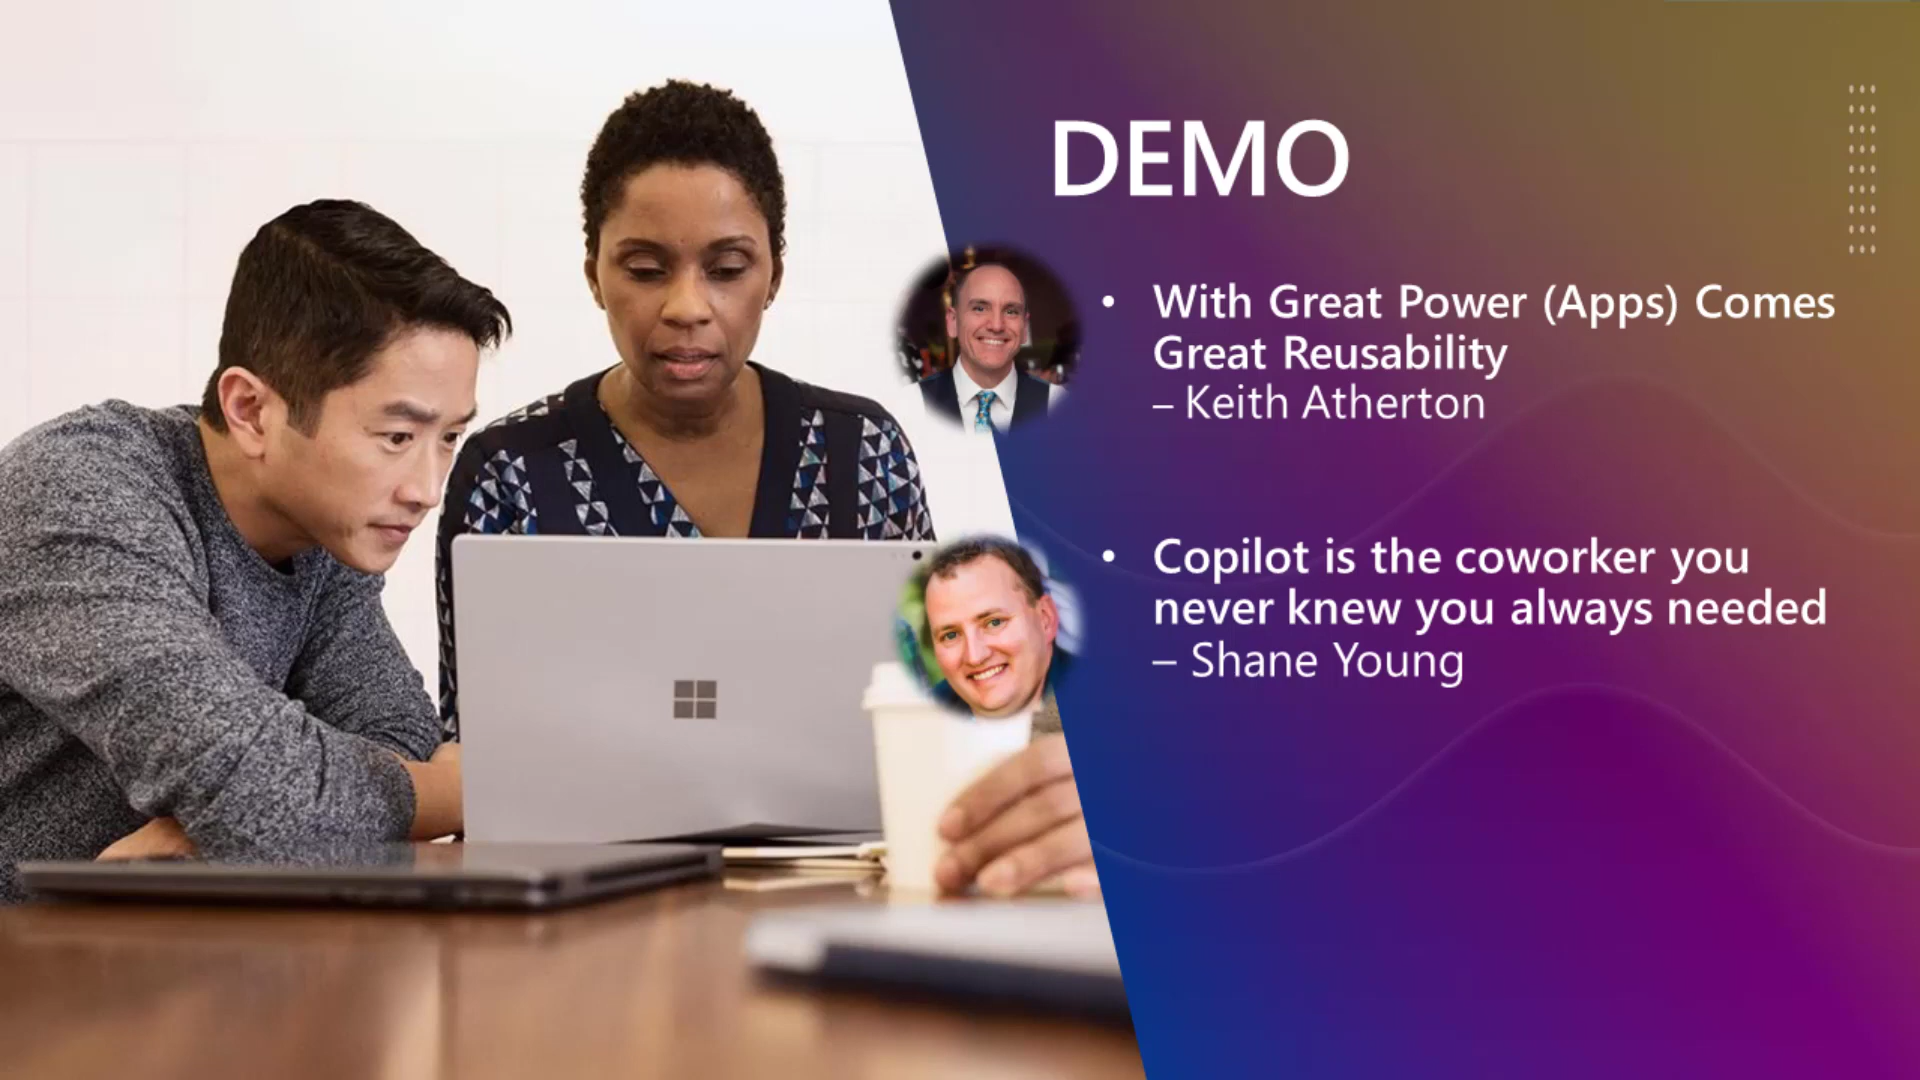 DEMO
• With Great Power (Apps) Comes
Great Reusability
– Keith Atherton
• Copilot is the coworker you
never knew you always needed
– Shane Young